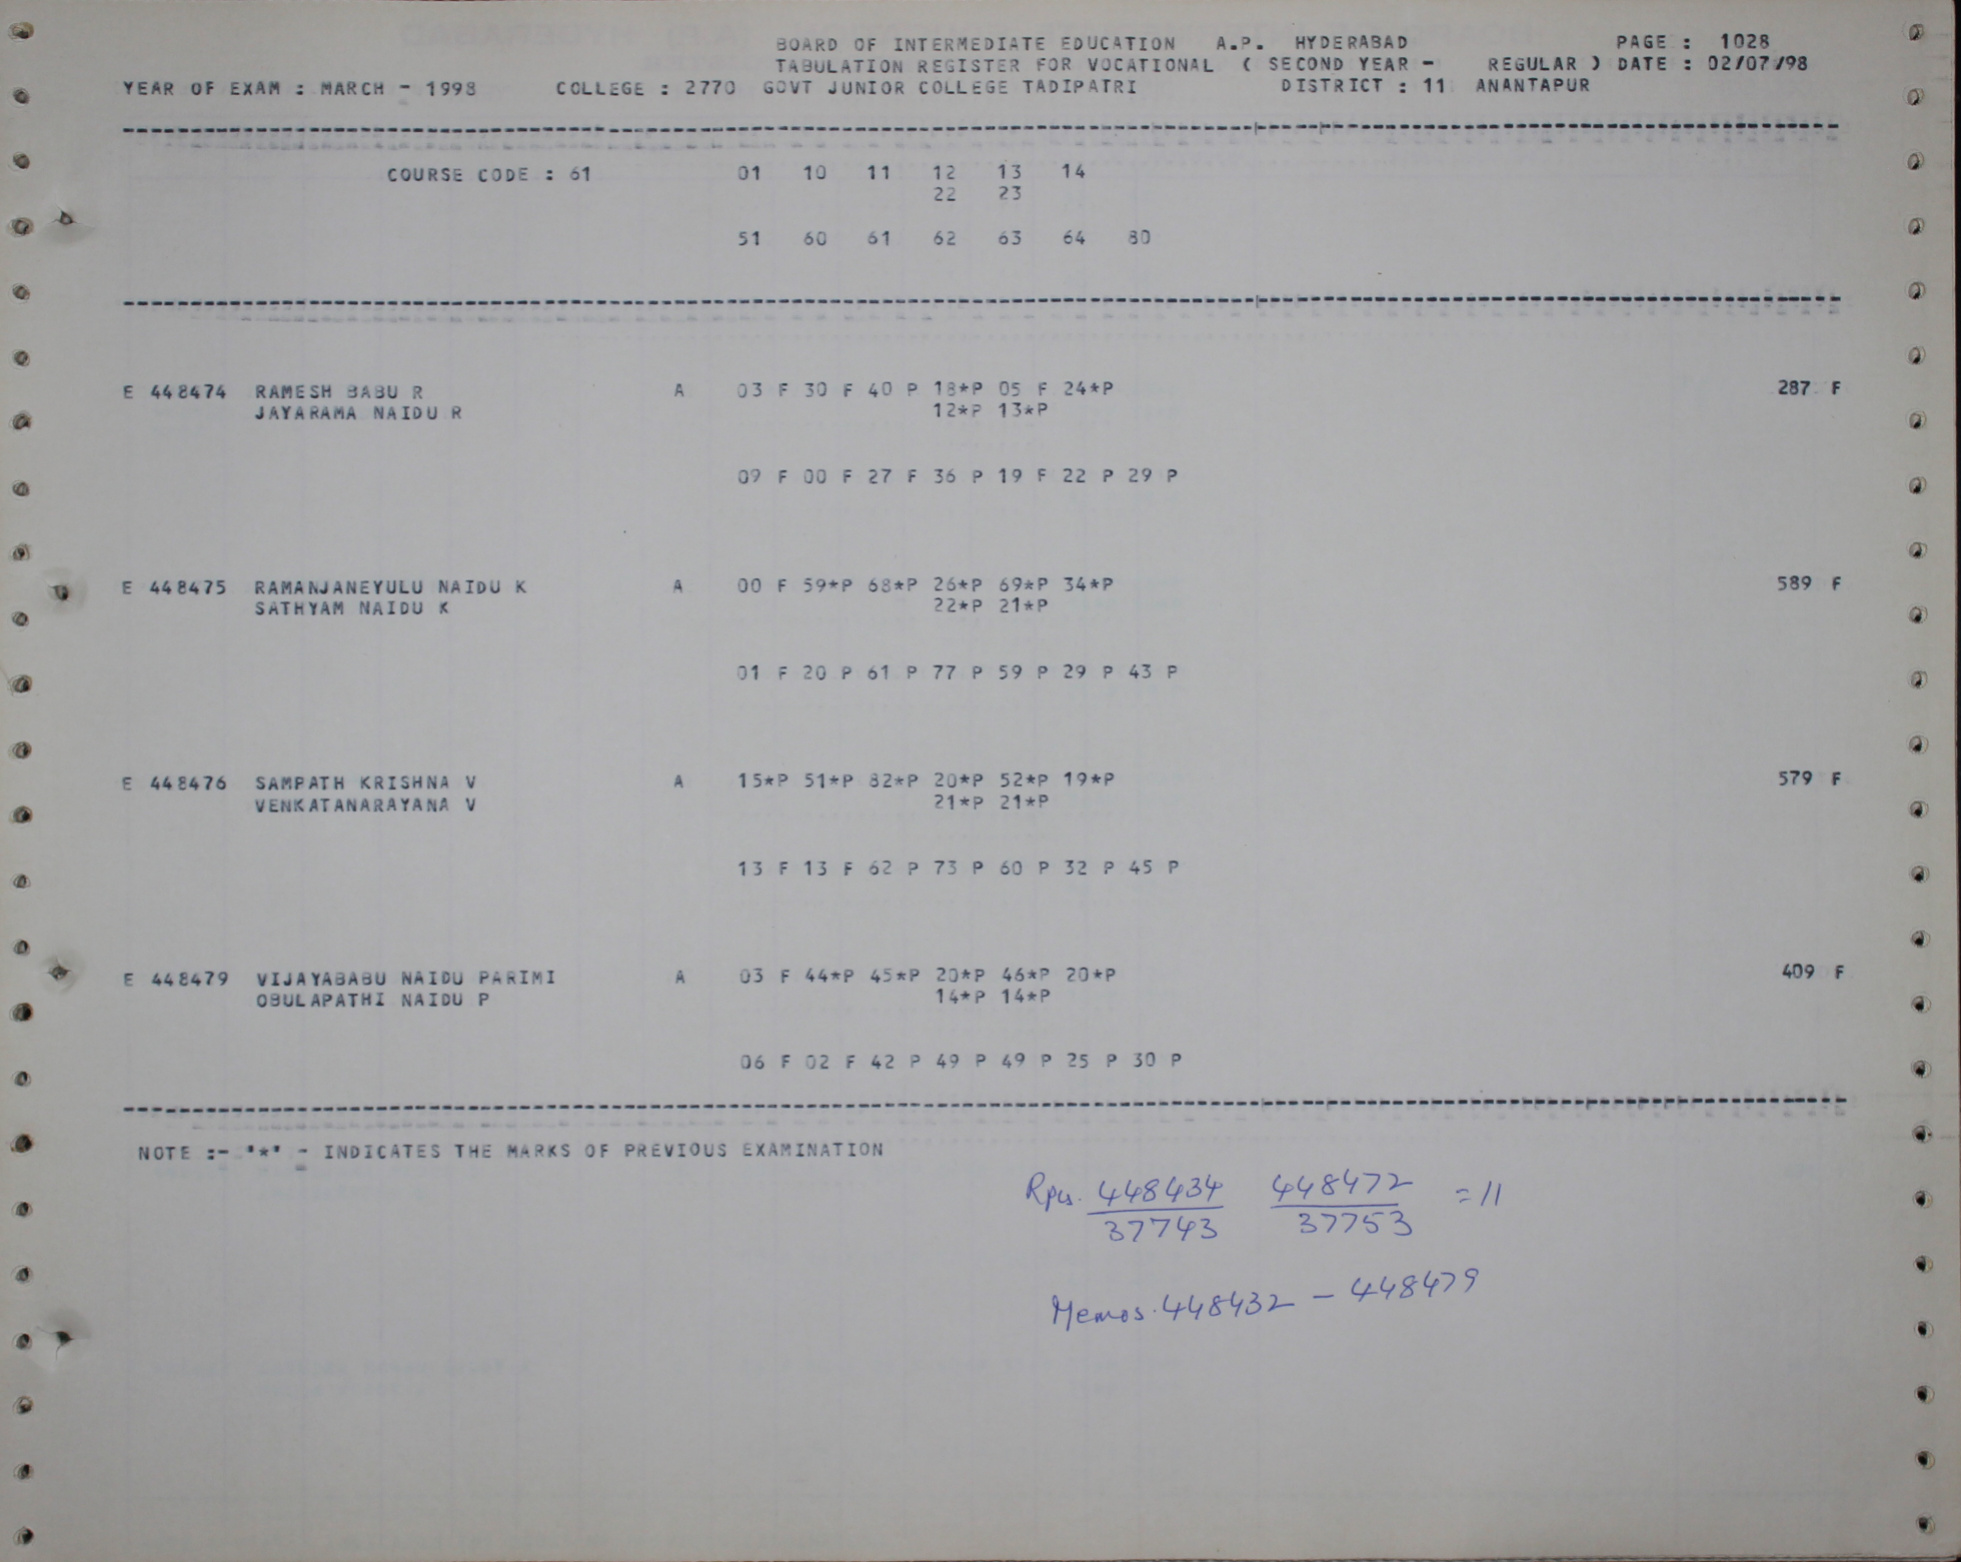 BOARD OF INTERMEDIATE EDUCATION A.P. HYDERABAD PAGE : 1028
TABULATION REGISTER FOR VOCATIONAL ( SECOND YEAR - REGULAR ) DATE : 02/07/98
YEAR OF EXAM : MARCH - 1998 COLLEGE : 2770 GOVT JUNIOR COLLEGE TADIPATRI DISTRICT : 11 ANANTAPUR
COURSE CODE : 61 01 10 11 12 13 14
22 23
51 60 61 62 63 64 80
E 448474 RAMESH BABU R A 03 F 30 F 40 P 18*P 05 F 24*P 287 F
JAYARAMA NAIDU R 12*P 13*P
09 F 00 F 27 F 36 P 19 F 22 P 29 P
E 448475 RAMANJANEYULU NAIDU K A 00 F 59*P 68*P 26*P 69*P 34*P 589 F
SATHYAM NAIDU K 22*P 21*P
01 F 20 P 61 P 77 P 59 P 29 P 43 P
E 448476 SAMPATH KRISHNA V A 15*P 51*P 82*P 20*P 52*P 19*P 579 F
VENKATANARAYANA V 21*P 21*P
13 F 13 F 62 P 73 P 60 P 32 P 45 P
E 448479 VIJAYABABU NAIDU PARIMI A 03 F 44*P 45*P 20*P 46*P 20*P 409 F
OBULAPATHI NAIDU P 14*P 14*P
06 F 02 F 42 P 49 P 49 P 25 P 30 P
NOTE :- '*' - INDICATES THE MARKS OF PREVIOUS EXAMINATION
448434 448472 = 11
37743 37753
Memos. 448432 - 448479